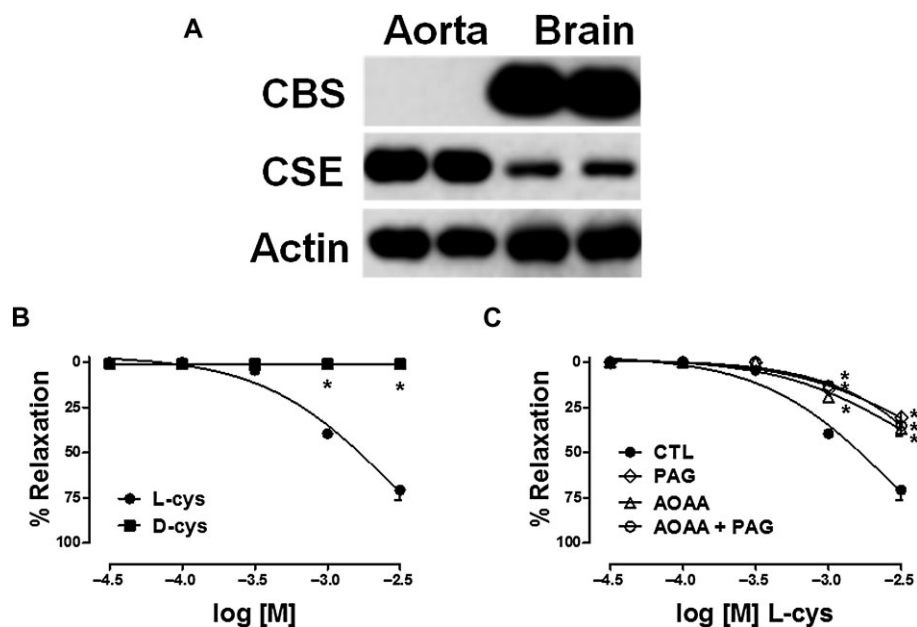 A
Aorta Brain
CBS
CSE
Actin
B
% Relaxation
0
25
50
75
100
* *
L-cys
D-cys
–4.5 –4.0 –3.5 –3.0 –2.5
log [M]
C
% Relaxation
0
25
50
75
100
* * *
* * *
CTL
PAG
AOAA
AOAA + PAG
–4.5 –4.0 –3.5 –3.0 –2.5
log [M] L-cys